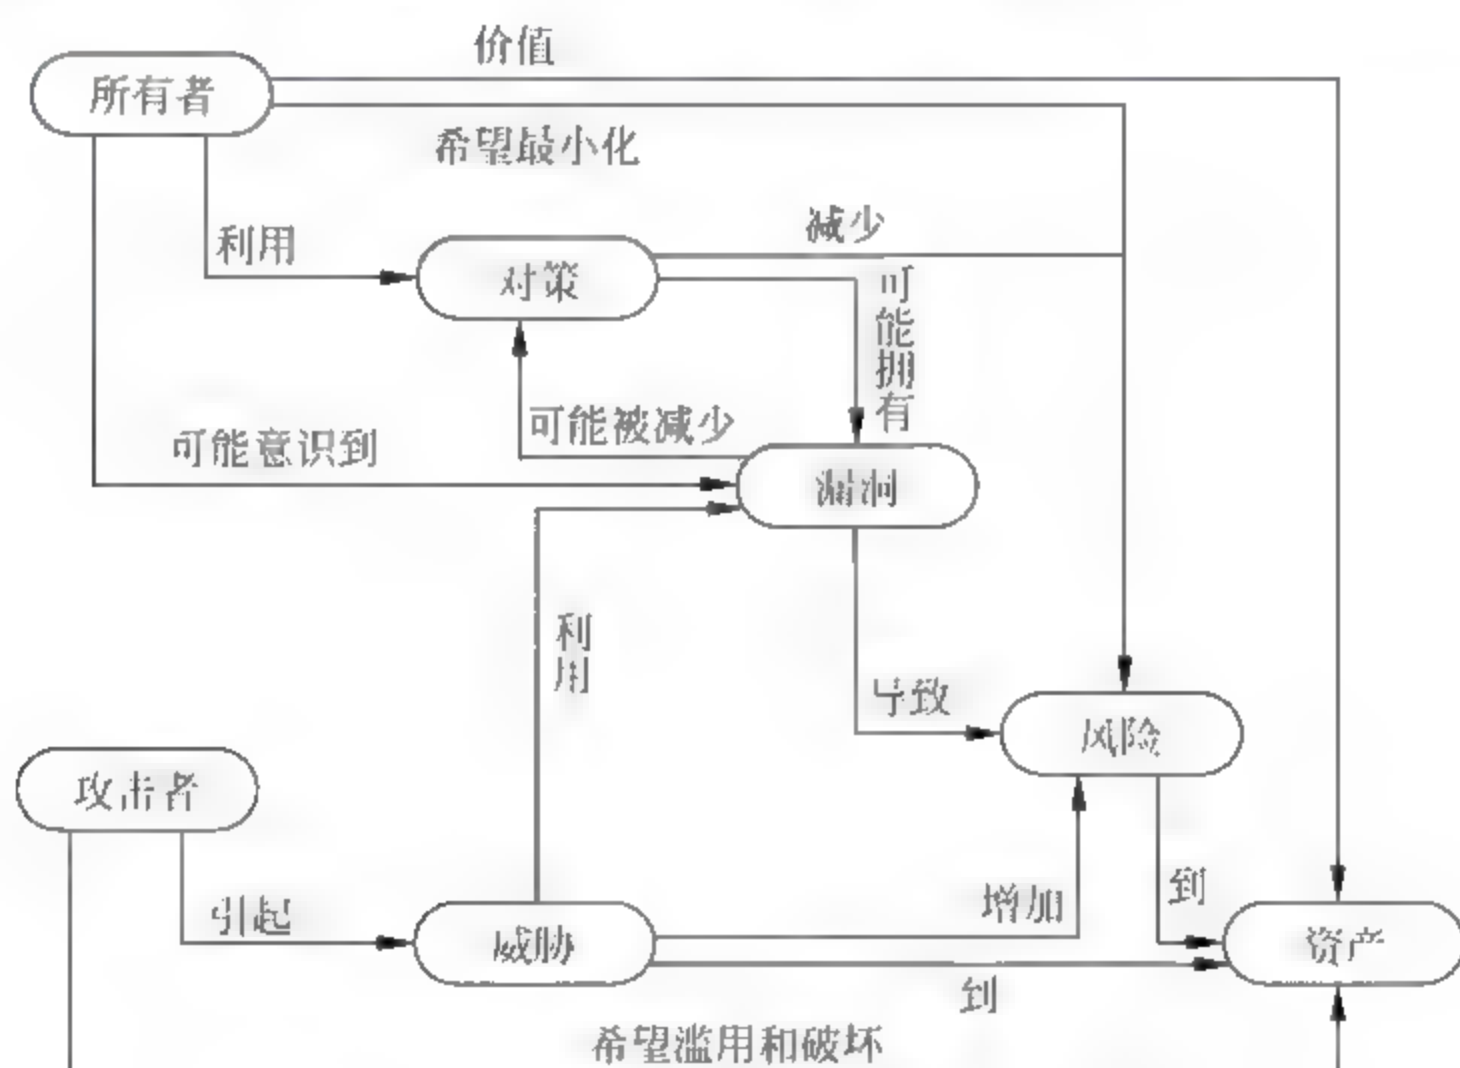 价值
所有者
希望最小化
减少
利用
对策
可能拥有
可能被减少
可能意识到
漏洞
利用
导致
风险
攻击者
到
增加
引起
威胁
资产
到
希望滥用和破坏